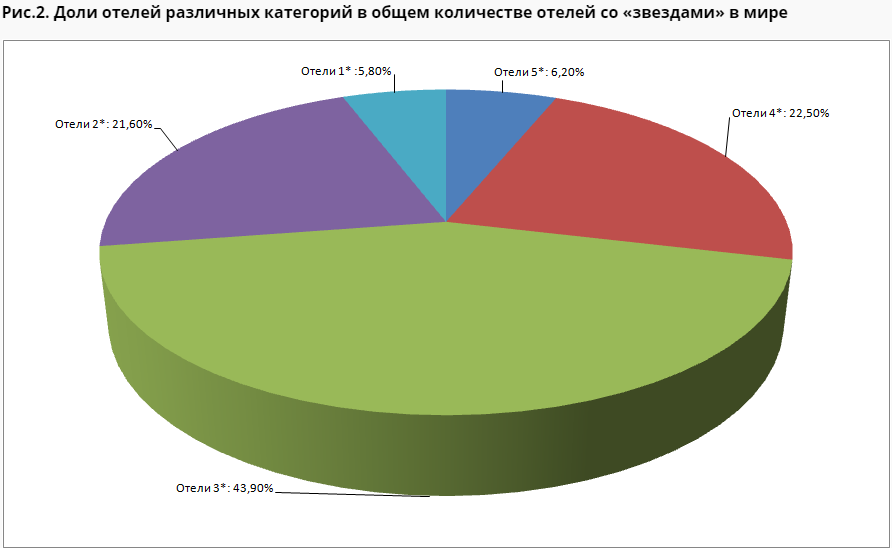 Рис.2. Доли отелей различных категорий в общем количестве отелей со «звездами» в мире
Отели 1* :5,80%
Отели 5*: 6,20%
Отели 4*: 22,50%
Отели 2*: 21,60%
Отели 3*: 43,90%